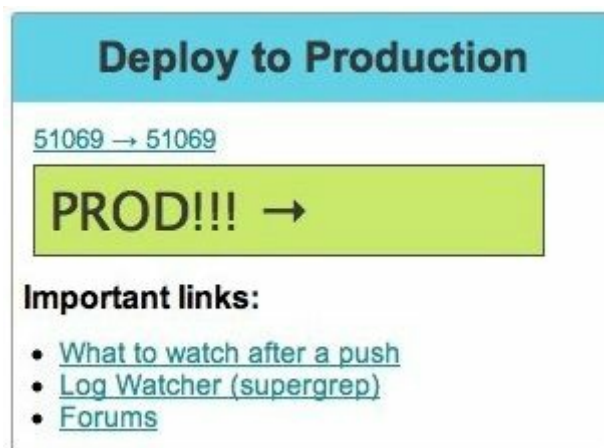 Deploy to Production
51069 → 51069
PROD!!! →
Important links:
• What to watch after a push
• Log Watcher (supergrep)
• Forums